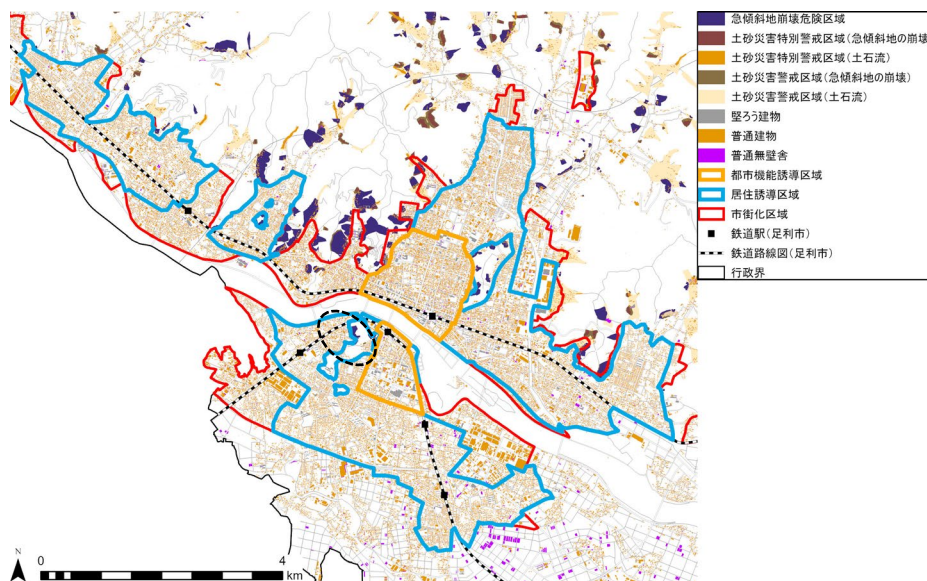 急傾斜地崩壊危険区域
土砂災害特別警戒区域(急傾斜地の崩壊)
土砂災害特別警戒区域(土石流)
土砂災害警戒区域(急傾斜地の崩壊)
土砂災害警戒区域(土石流)
堅ろう建物
普通建物
普通無壁舎
都市機能誘導区域
居住誘導区域
市街化区域
鉄道駅(足利市)
鉄道路線図(足利市)
行政界
N
0 4
km